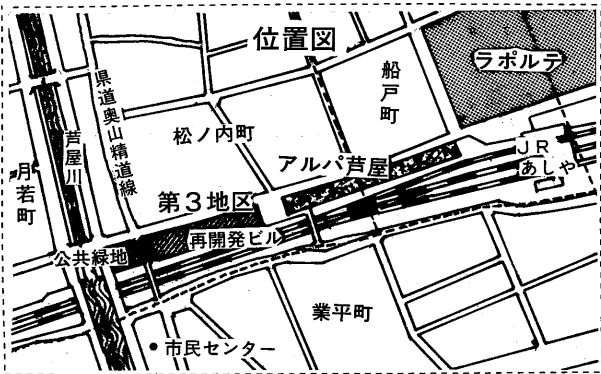 位置図
ラポルテ
船戸町
県道奥山精道線
芦屋川
松ノ内町
月若町
アルパ芦屋
JR
あしや
第3地区
再開発ビル
公共緑地
業平町
市民センター